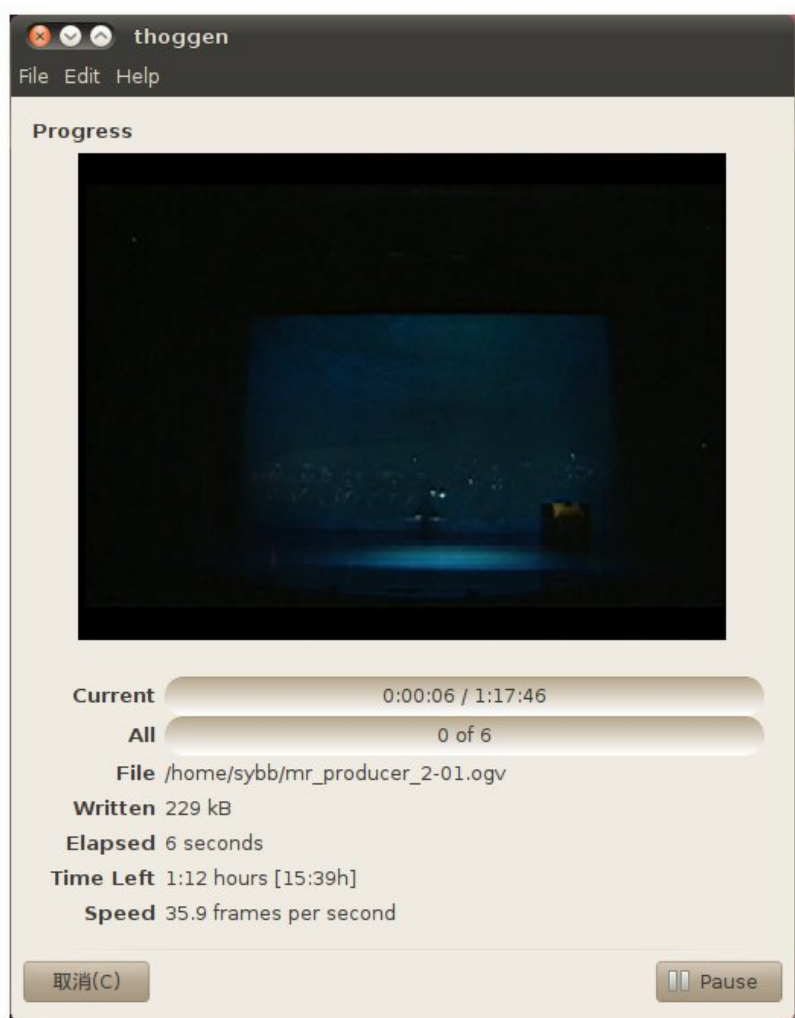 thoggen
File Edit Help
Progress
Current 0:00:06 / 1:17:46
All 0 of 6
File /home/sybb/mr_producer_2-01.ogv
Written 229 kB
Elapsed 6 seconds
Time Left 1:12 hours [15:39h]
Speed 35.9 frames per second
取消(C) Pause